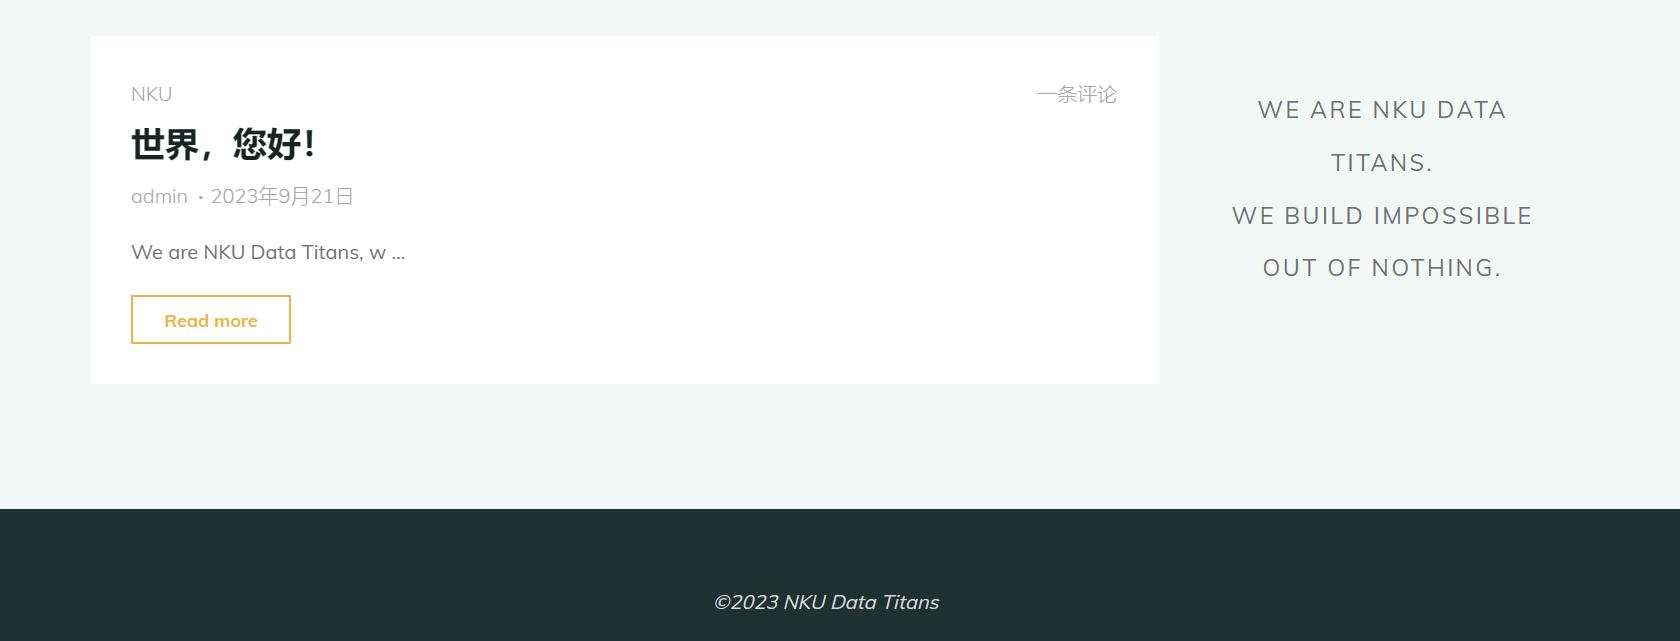 NKU
一条评论
世界，您好！
admin · 2023年9月21日
We are NKU Data Titans, w ...
Read more
WE ARE NKU DATA
TITANS.
WE BUILD IMPOSSIBLE
OUT OF NOTHING.
©2023 NKU Data Titans